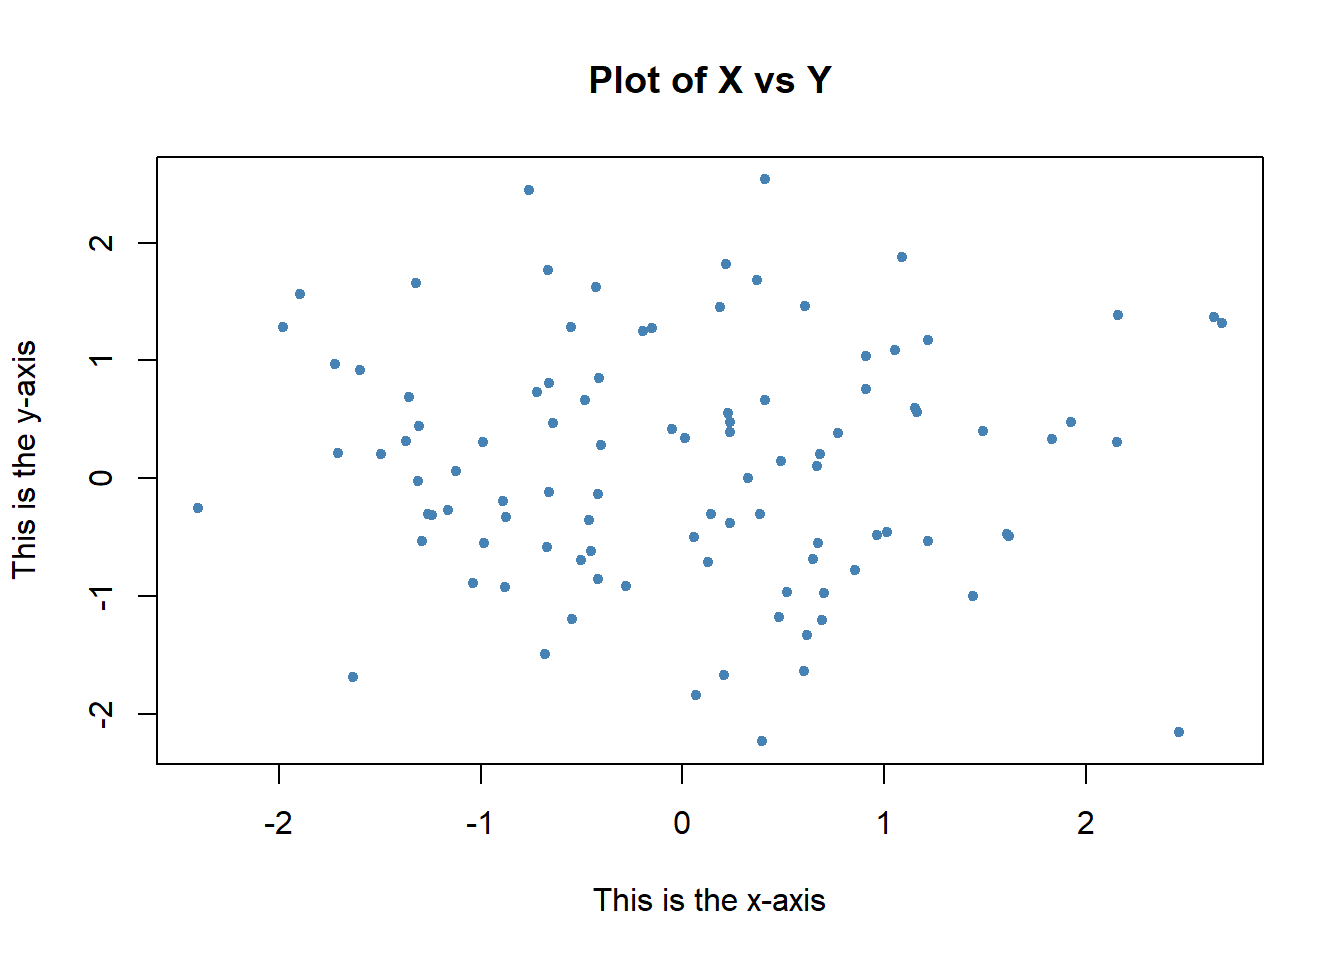 Plot of X vs Y
This is the y-axis
2
1
0
-1
-2
-2 -1 0 1 2
This is the x-axis